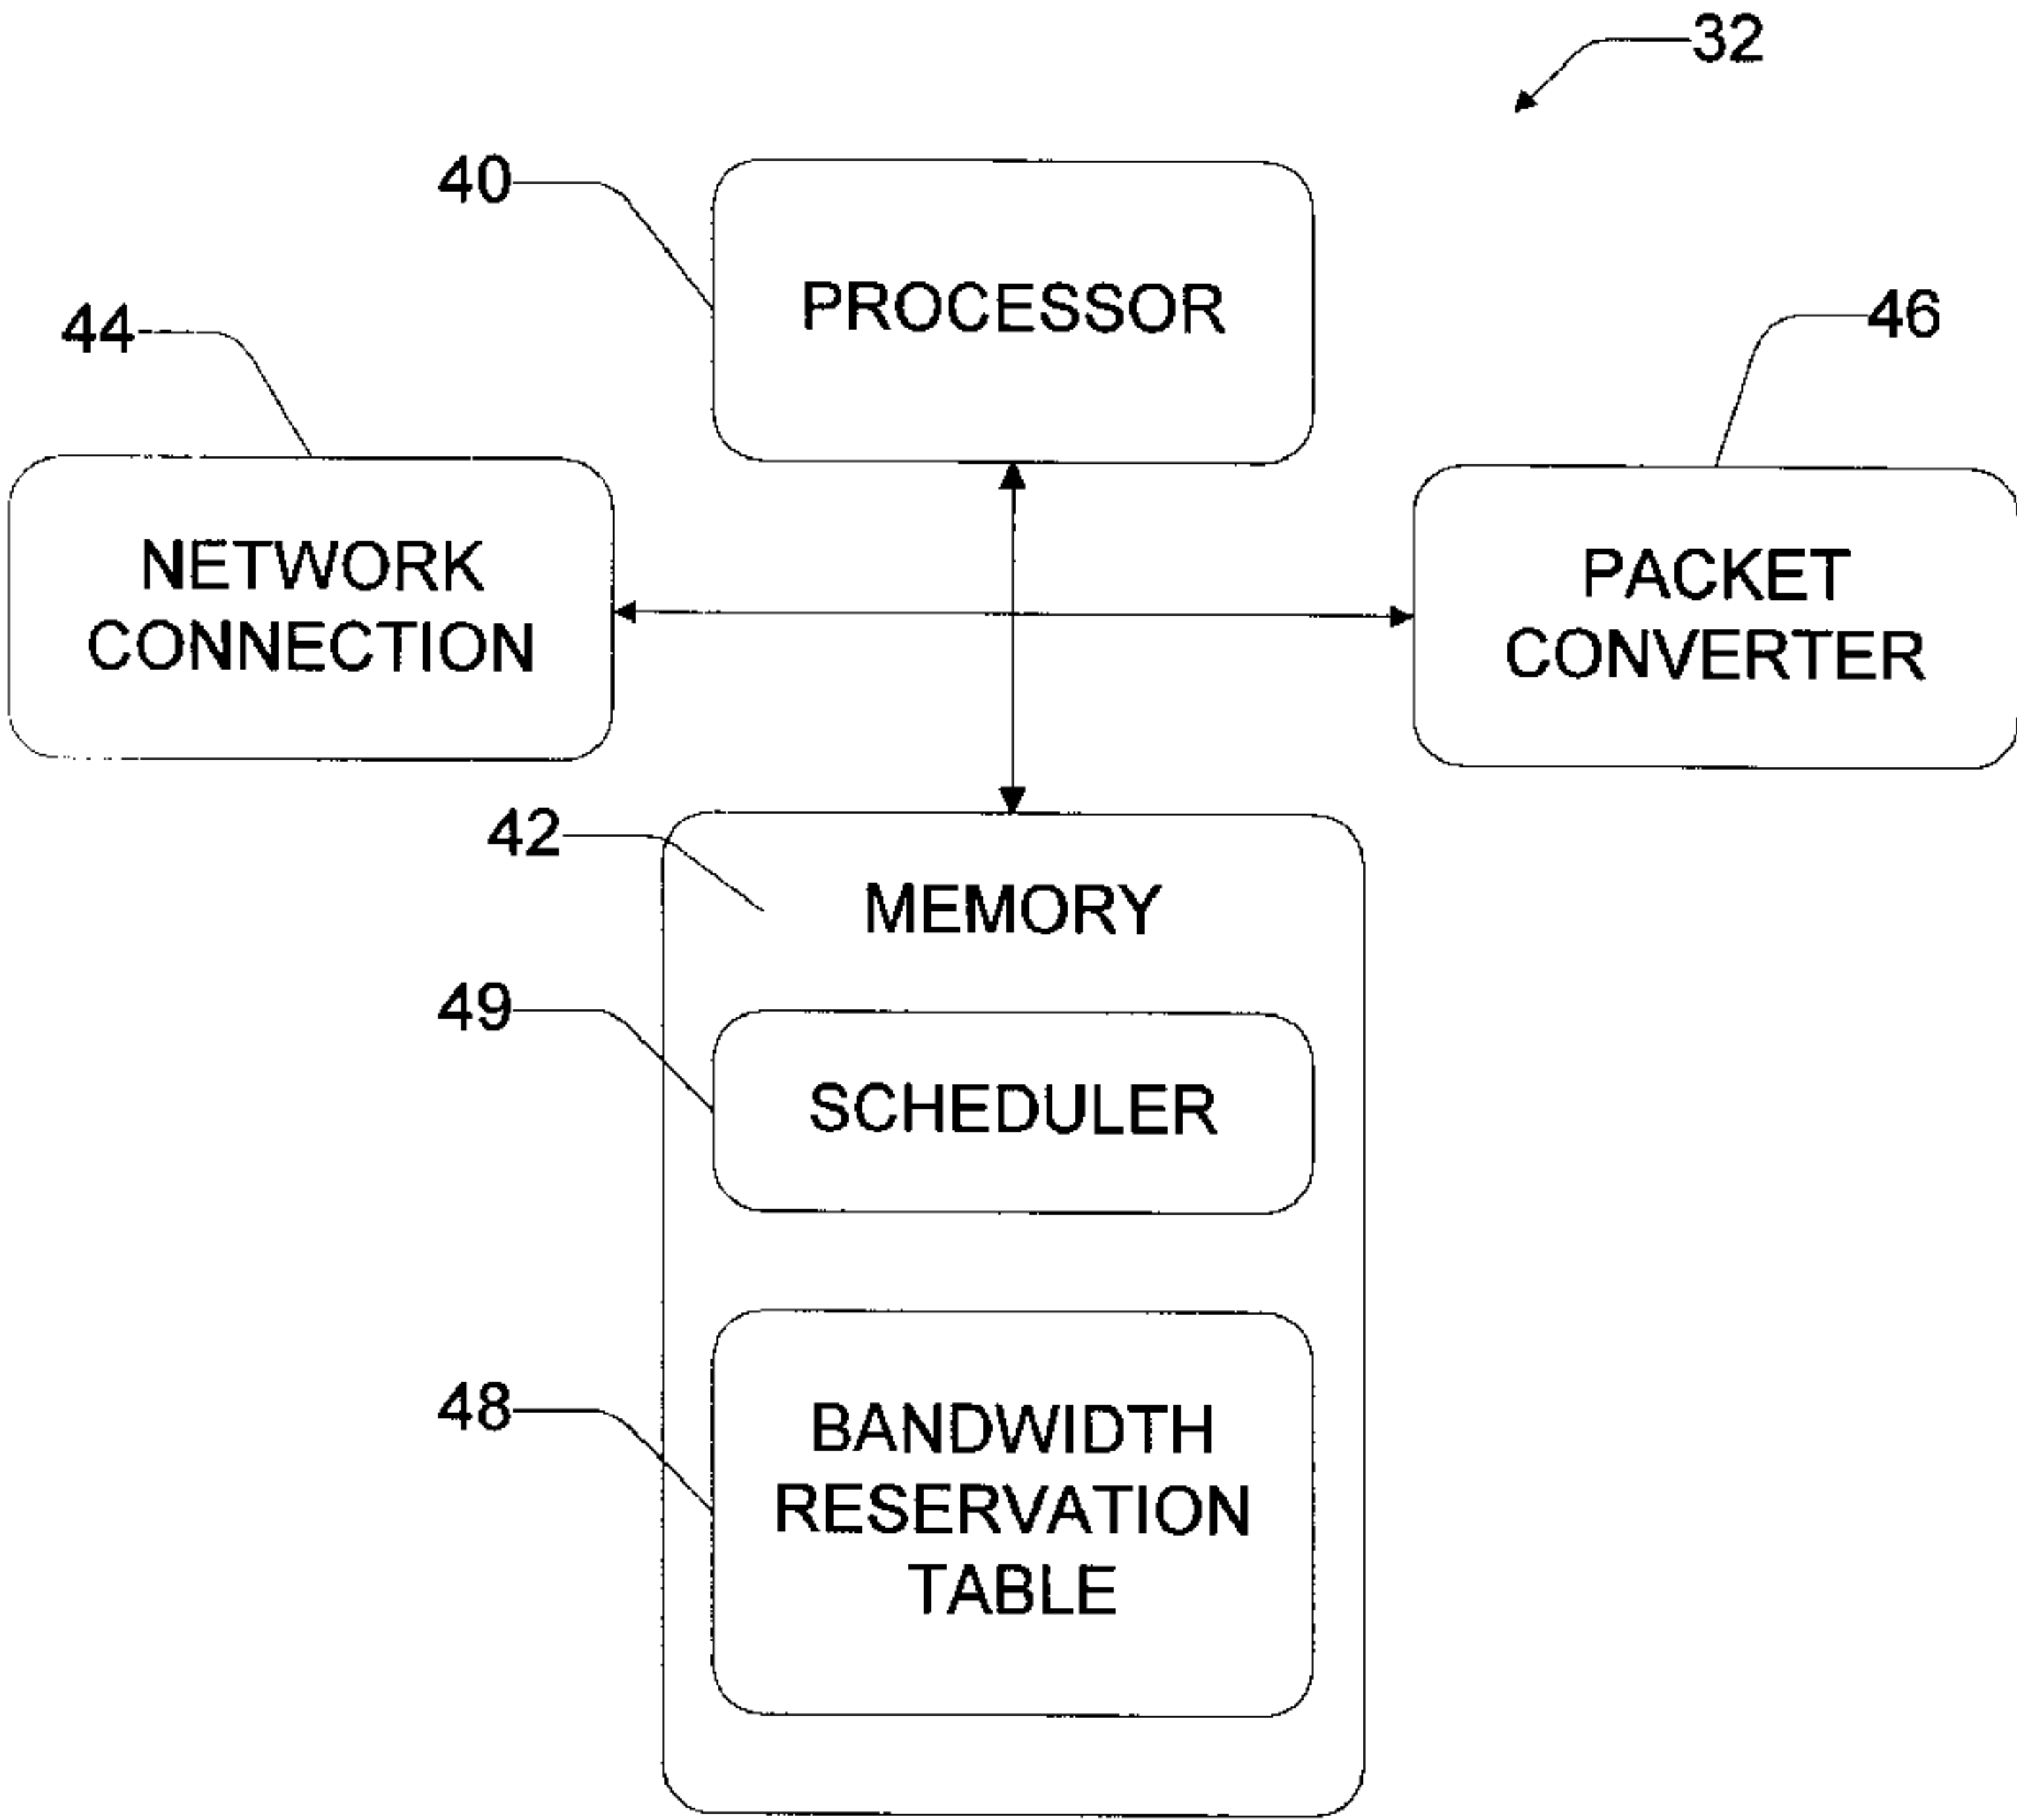 32
40
PROCESSOR
44
46
NETWORK
CONNECTION
PACKET
CONVERTER
42
MEMORY
49
SCHEDULER
48
BANDWIDTH
RESERVATION
TABLE